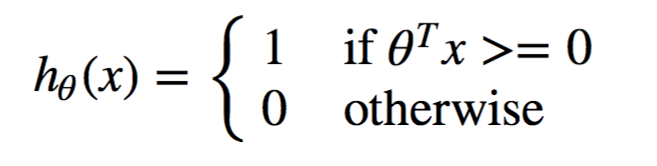 hθ(x) = { 1 if θᵀx >= 0
0 otherwise